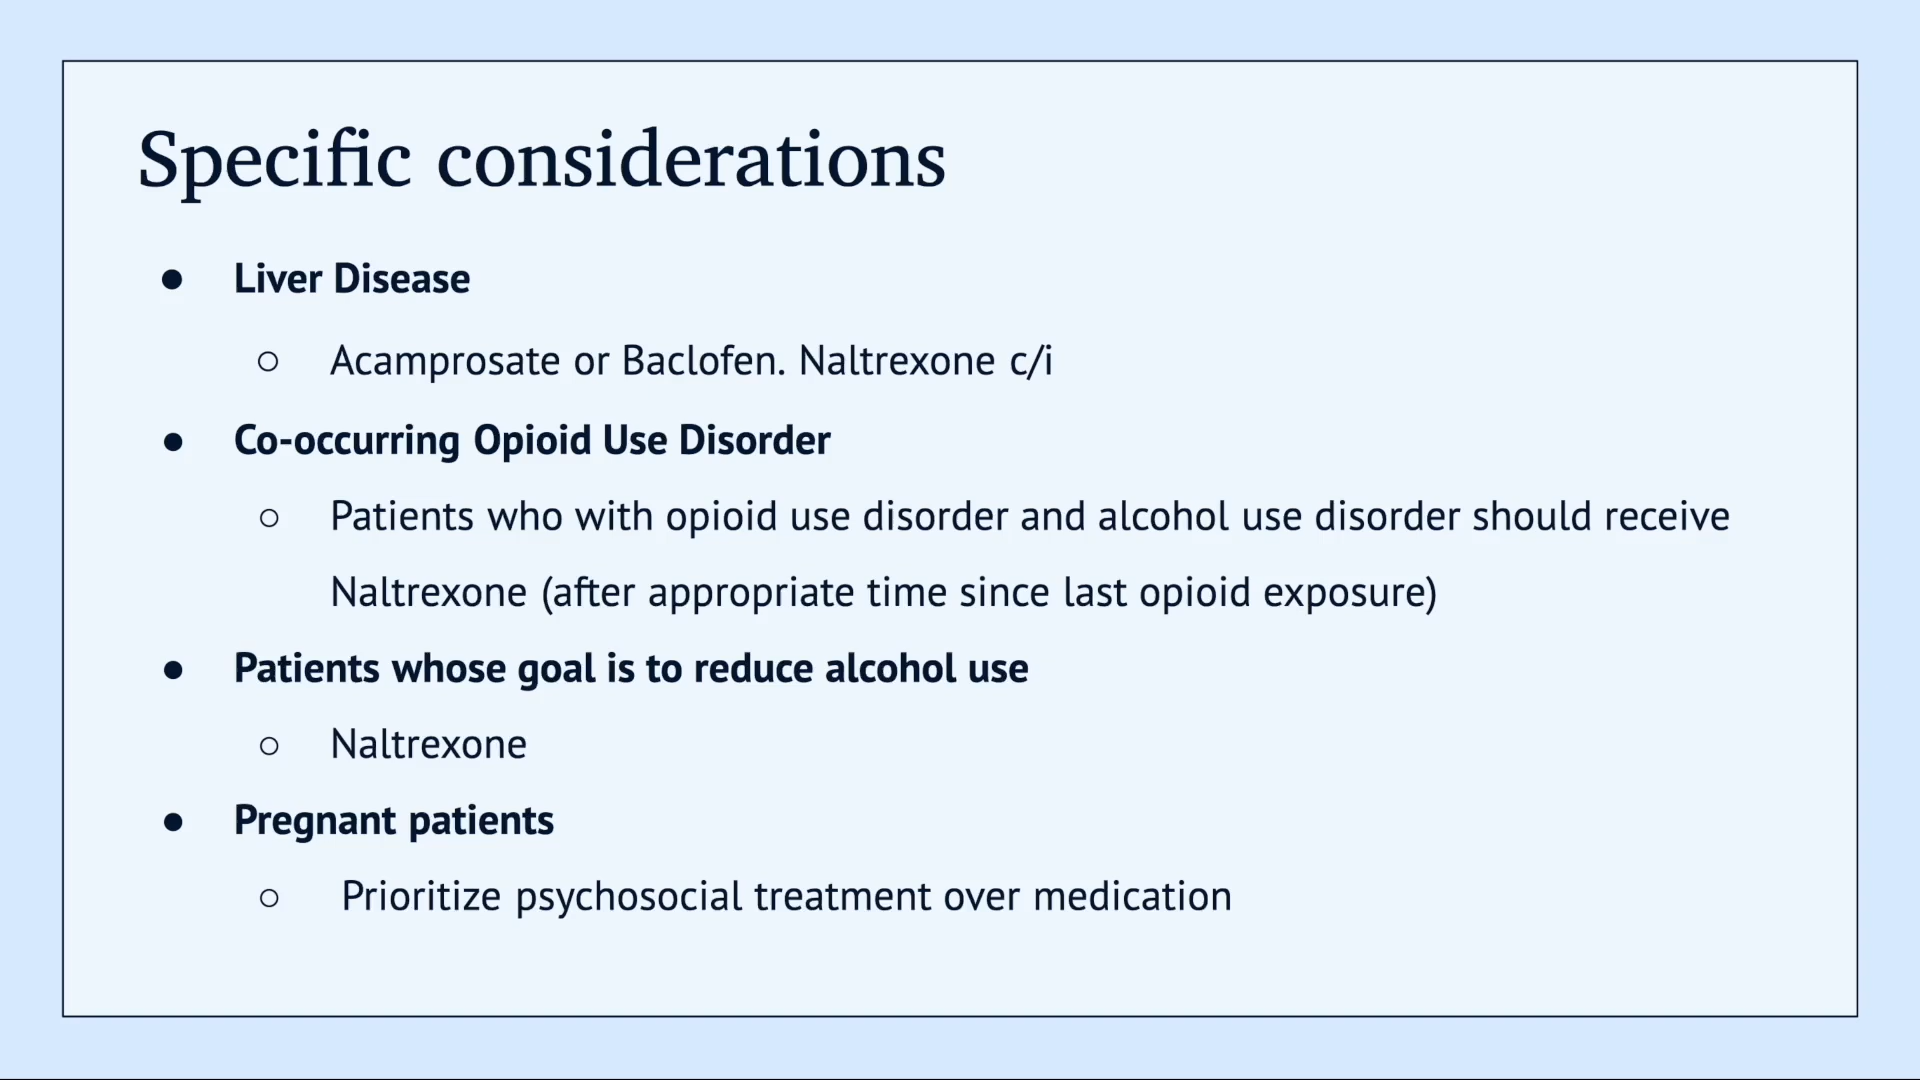 Specific considerations
● Liver Disease
○ Acamprosate or Baclofen. Naltrexone c/i
● Co-occurring Opioid Use Disorder
○ Patients who with opioid use disorder and alcohol use disorder should receive
Naltrexone (after appropriate time since last opioid exposure)
● Patients whose goal is to reduce alcohol use
○ Naltrexone
● Pregnant patients
○ Prioritize psychosocial treatment over medication